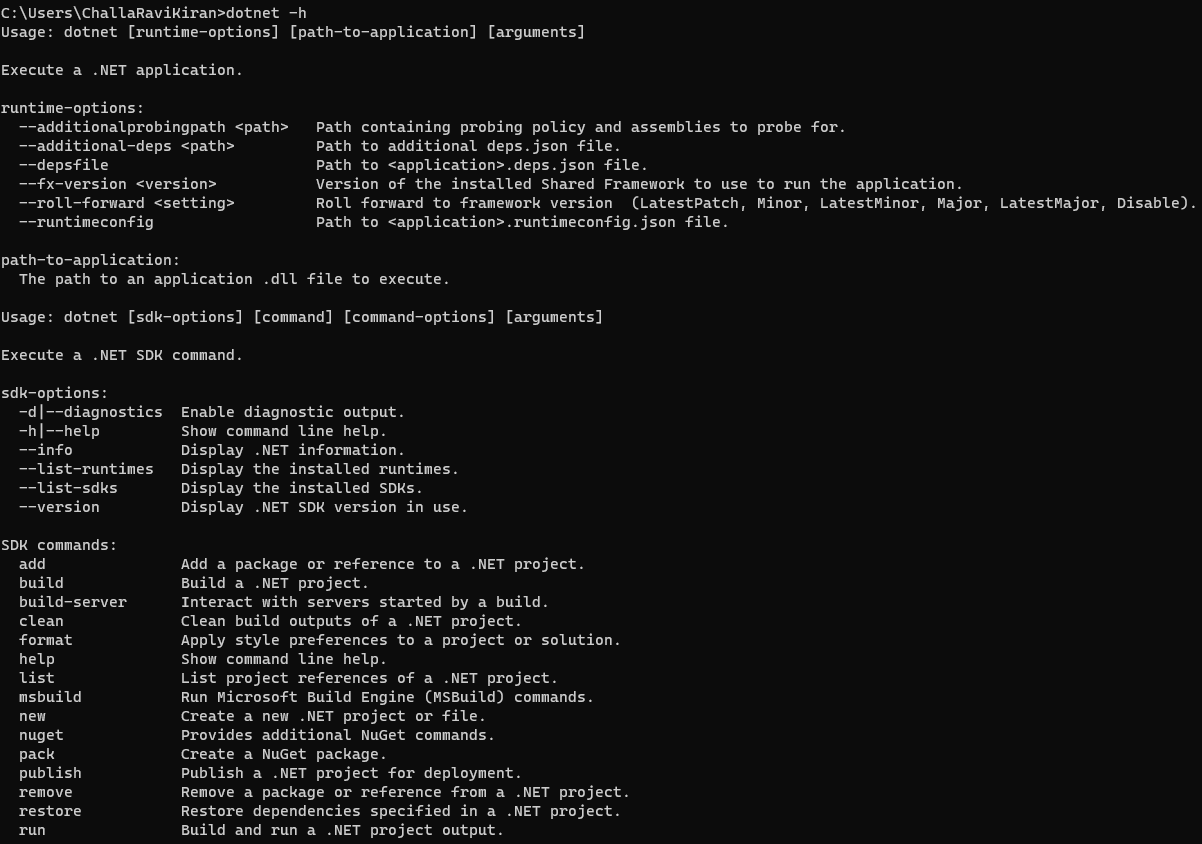 C:\Users\ChallaRaviKiran>dotnet -h
Usage: dotnet [runtime-options] [path-to-application] [arguments]

Execute a .NET application.

runtime-options:
  --additionalprobingpath <path>   Path containing probing policy and assemblies to probe for.
  --additional-deps <path>         Path to additional deps.json file.
  --depsfile                       Path to <application>.deps.json file.
  --fx-version <version>           Version of the installed Shared Framework to use to run the application.
  --roll-forward <setting>         Roll forward to framework version  (LatestPatch, Minor, LatestMinor, Major, LatestMajor, Disable).
  --runtimeconfig                  Path to <application>.runtimeconfig.json file.

path-to-application:
  The path to an application .dll file to execute.

Usage: dotnet [sdk-options] [command] [command-options] [arguments]

Execute a .NET SDK command.

sdk-options:
  -d|--diagnostics  Enable diagnostic output.
  -h|--help         Show command line help.
  --info            Display .NET information.
  --list-runtimes   Display the installed runtimes.
  --list-sdks       Display the installed SDKs.
  --version         Display .NET SDK version in use.

SDK commands:
  add               Add a package or reference to a .NET project.
  build             Build a .NET project.
  build-server      Interact with servers started by a build.
  clean             Clean build outputs of a .NET project.
  format            Apply style preferences to a project or solution.
  help              Show command line help.
  list              List project references of a .NET project.
  msbuild           Run Microsoft Build Engine (MSBuild) commands.
  new               Create a new .NET project or file.
  nuget             Provides additional NuGet commands.
  pack              Create a NuGet package.
  publish           Publish a .NET project for deployment.
  remove            Remove a package or reference from a .NET project.
  restore           Restore dependencies specified in a .NET project.
  run               Build and run a .NET project output.